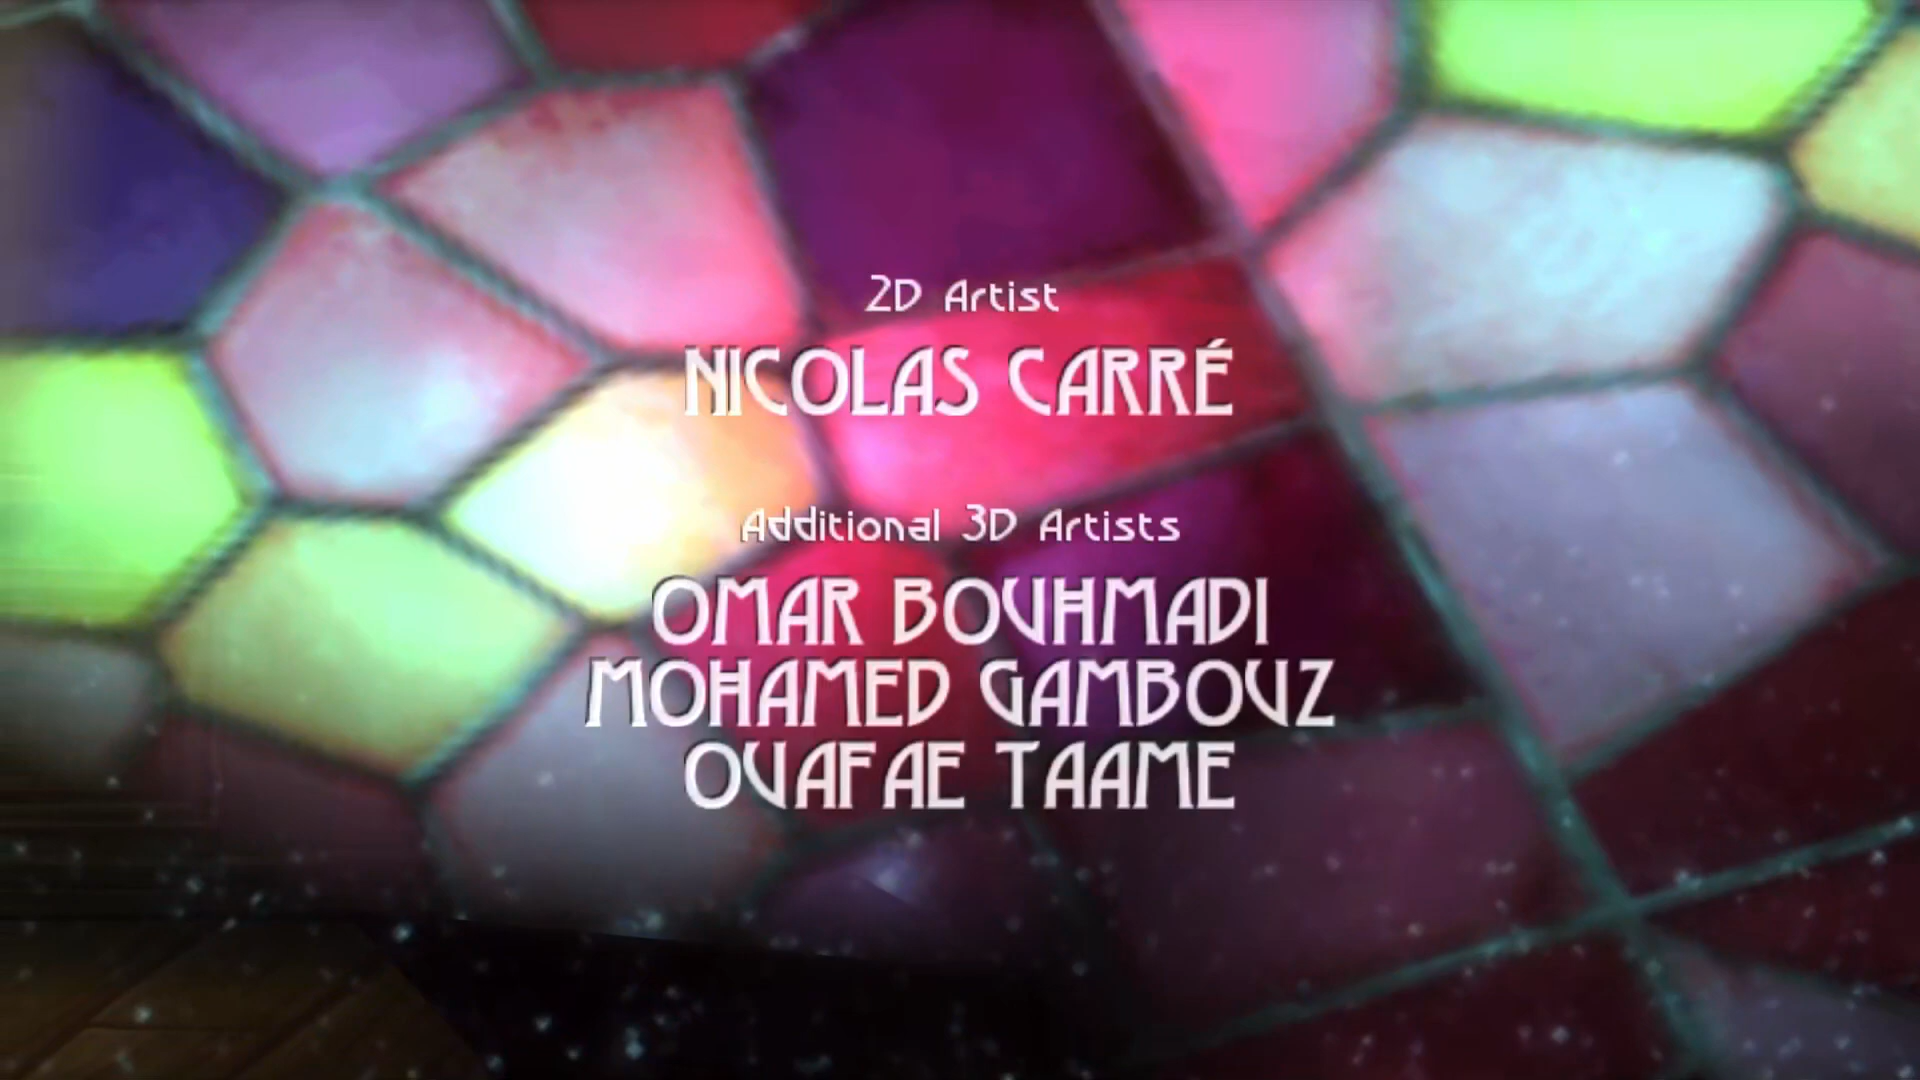 2D Artist
NICOLAS CARRÉ
Additional 3D Artists
OMAR BOUHMADI
MOHAMED GAMBOUZ
OUAFAE TAAME